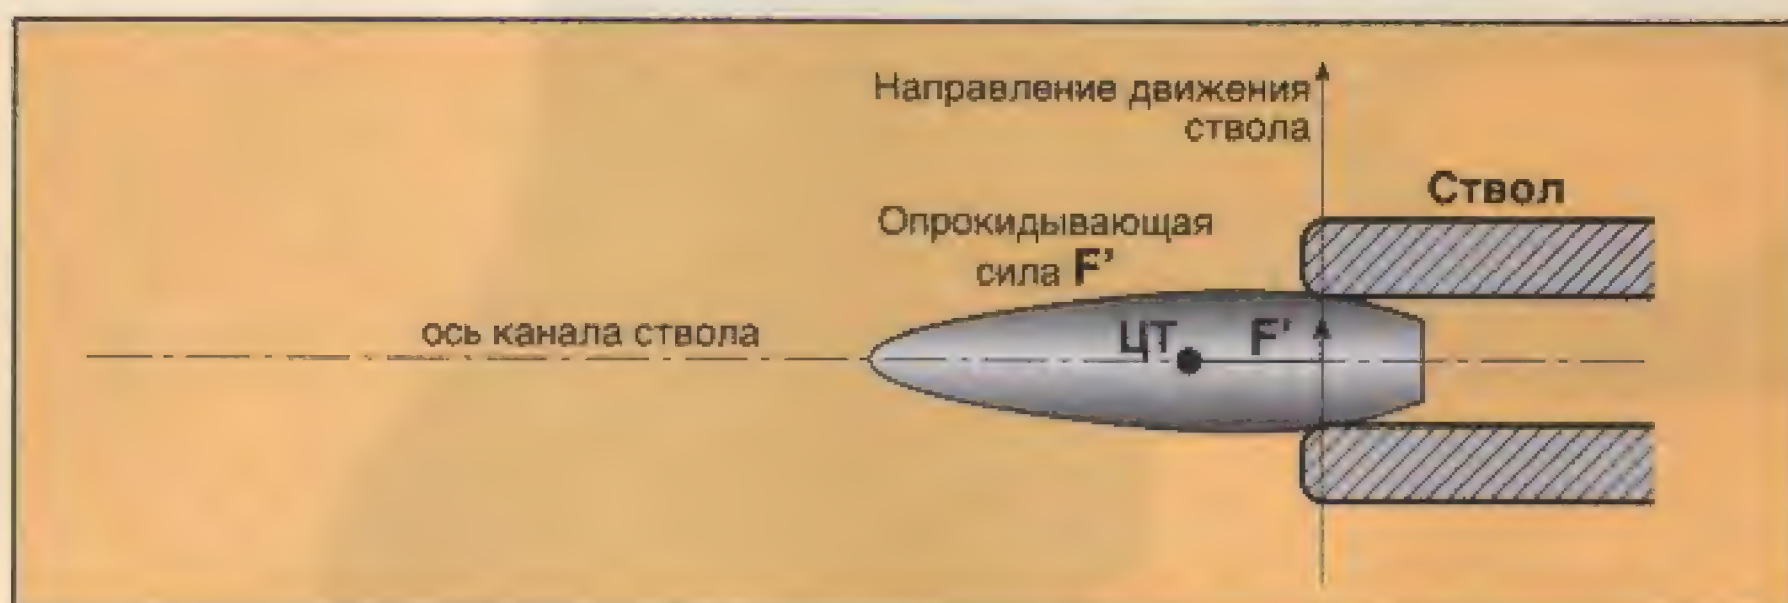 Направление движения
ствола
Ствол
Опрокидывающая
сила F'
ось канала ствола
ЦТ
F'